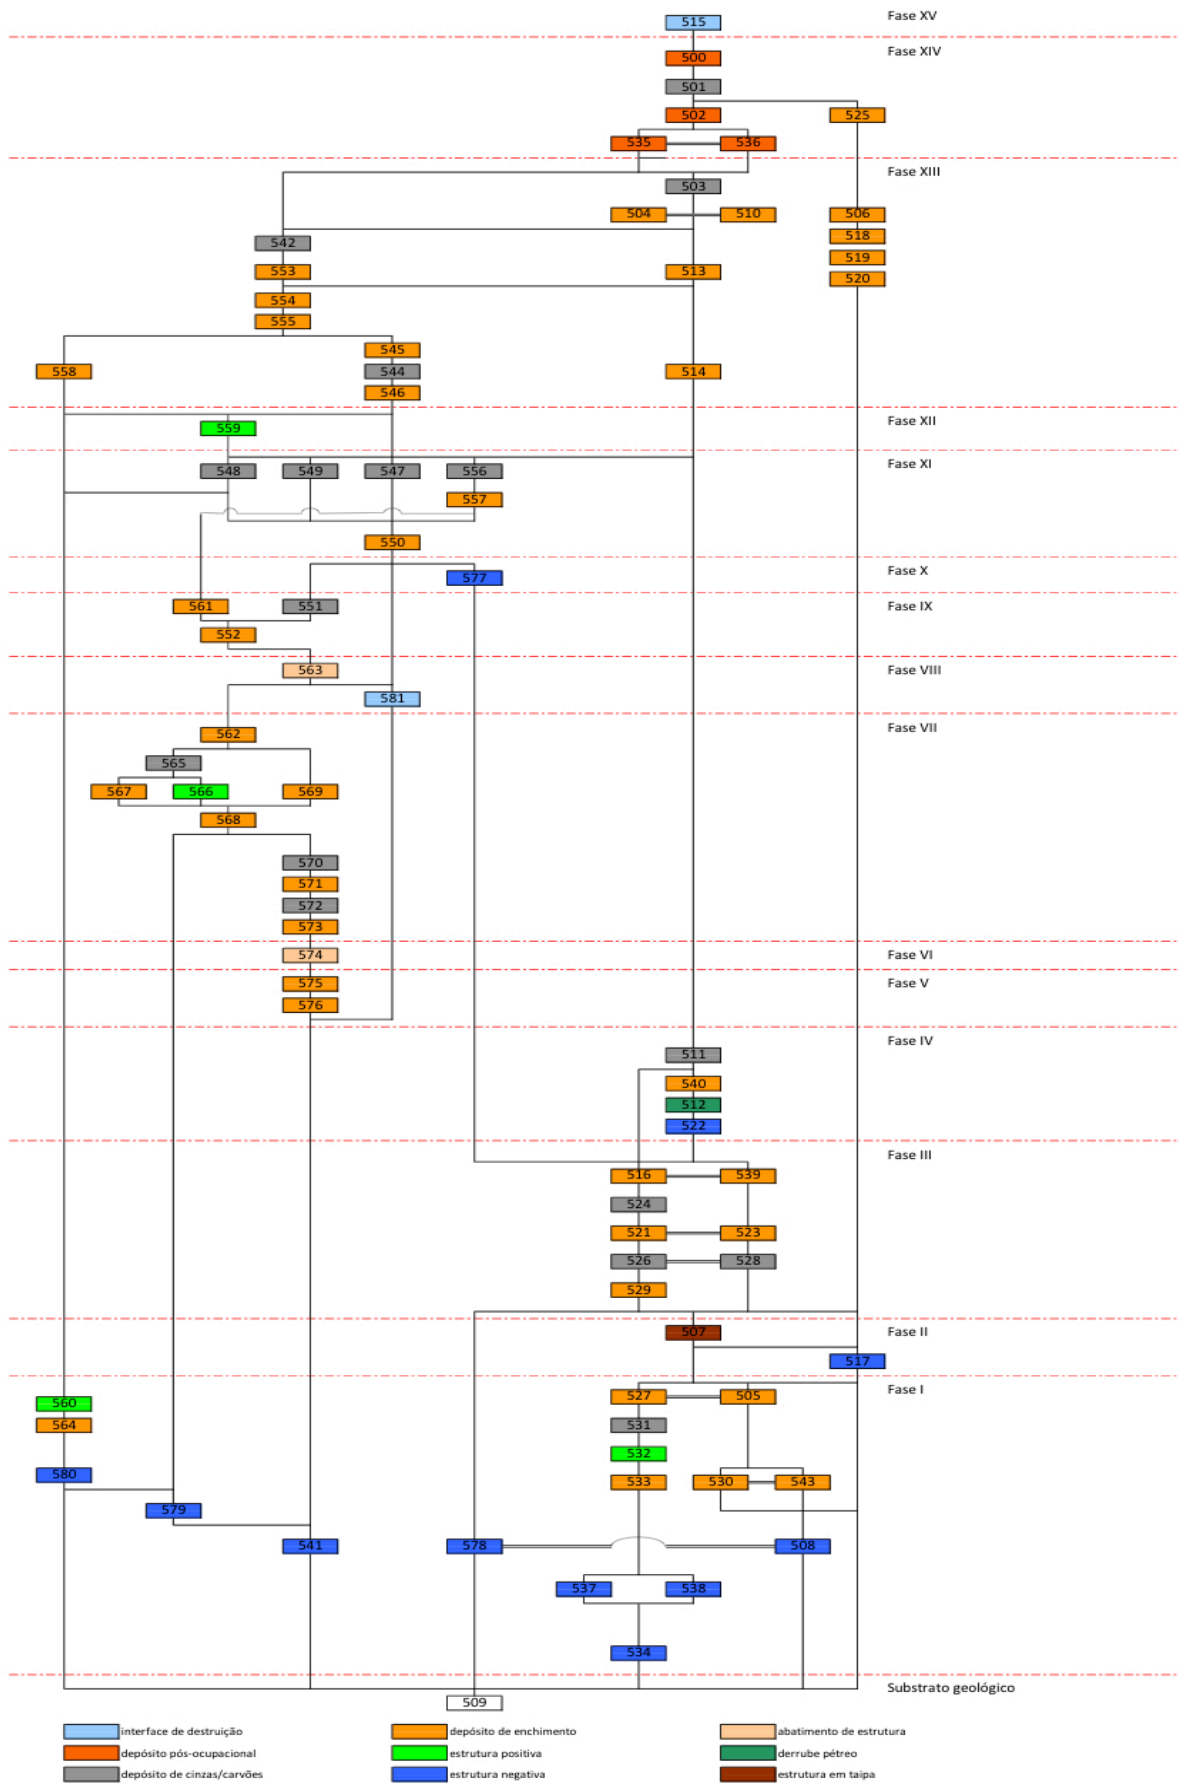 515 Fase XV
500 Fase XIV
501
502 525
535 536
Fase XIII
503
504 510 506
518
542
519
553 513 520
554
555
545
558 544 514
546
559 Fase XII
548 549 547 556 Fase XI
557
550
577 Fase X
561 551 Fase IX
552
563 Fase VIII
581
562 Fase VII
565
567 566 569
568
570
571
572
573
574 Fase VI
575 Fase V
576
Fase IV
511
540
512
522
Fase III
516 539
524
521 523
526 528
529
507 Fase II
517
Fase I
560 527 505
564 531
532
580 533 530 543
579
541 578 508
537 538
534
Substrato geológico
509
interface de destruição depósito de enchimento abatimento de estrutura
depósito pós-ocupacional estrutura positiva derrube pétreo
depósito de cinzas/carvões estrutura negativa estrutura em taipa